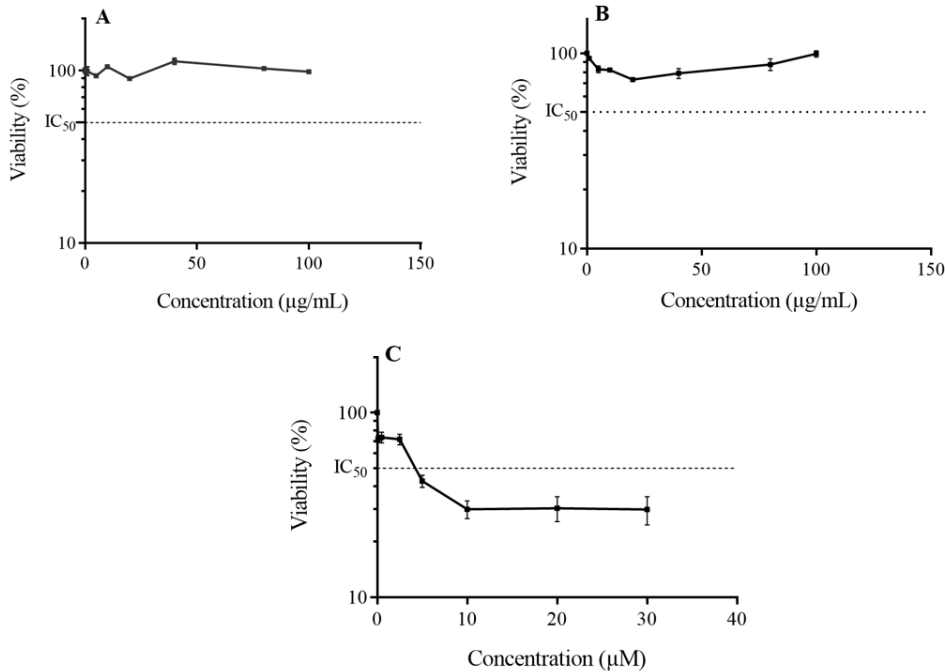 A
Viability (%)
100
IC50
10
0
50
100
150
Concentration (µg/mL)
B
Viability (%)
100
IC50
10
0
50
100
150
Concentration (µg/mL)
C
Viability (%)
100
IC50
10
0
10
20
30
40
Concentration (µM)